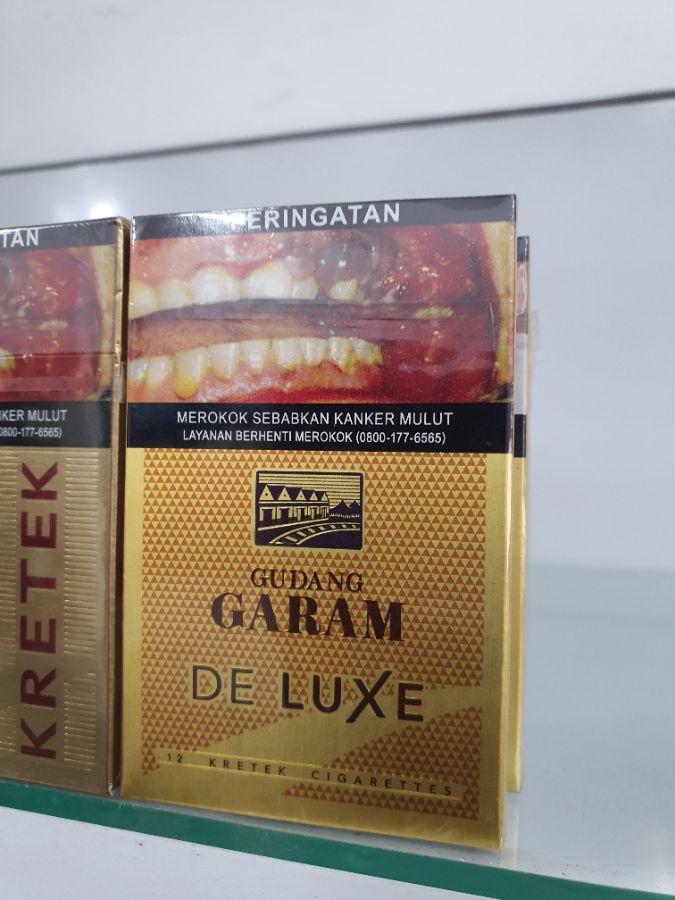 PERINGATAN
MEROKOK SEBABKAN KANKER MULUT
LAYANAN BERHENTI MEROKOK (0800-177-6565)
GUDANG
GARAM
DE LUXE
12 KRETEK CIGARETTES
TAN
KER MULUT
0800-177-6565)
KRETEK